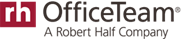 rh OfficeTeam®
A Robert Half Company